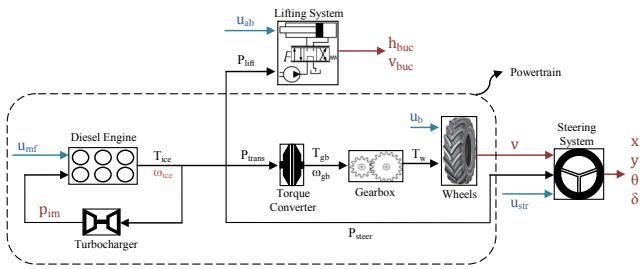 Lifting System
u_ab
h_buc
v_buc
P_lift
Powertrain
Diesel Engine
u_mf
T_ice
ω_ice
P_trans
T_gb
ω_gb
Torque
Converter
Gearbox
T_w
u_b
Wheels
v
Steering
System
x
y
θ
δ
u_str
p_im
Turbocharger
P_steer